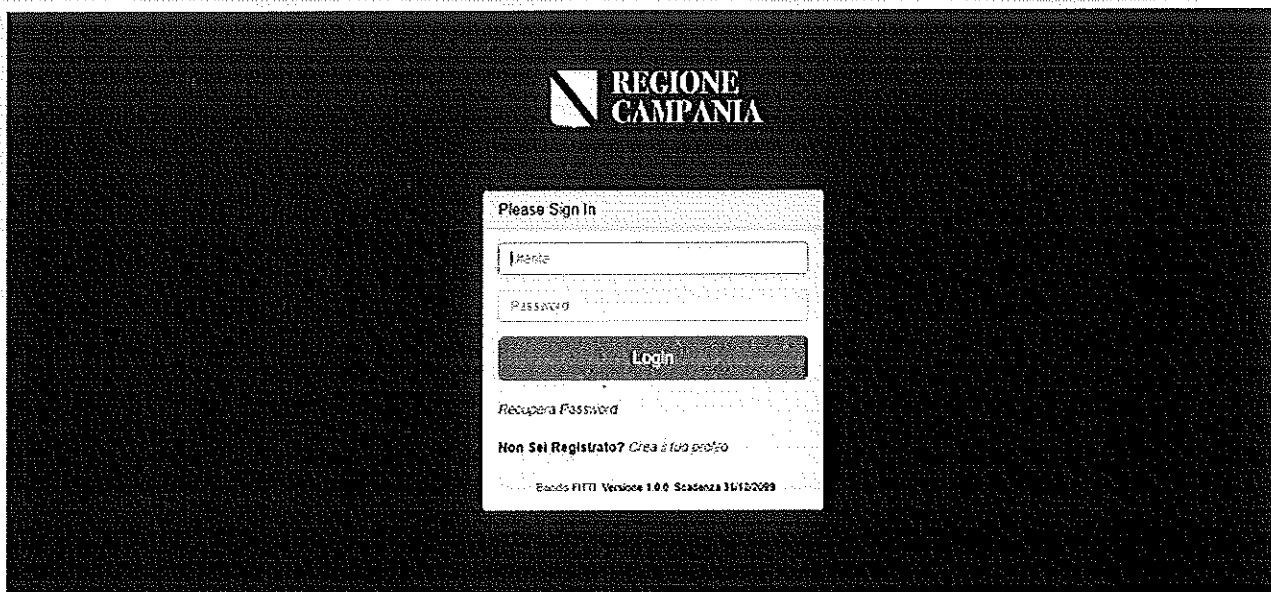 REGIONE
CAMPANIA
Please Sign In
Utente
Password
Login
Recupera Password
Non Sei Registrato? Crea il tuo profilo
Bando FITTI Versione 1.0.0 Scadenza 31/12/2099